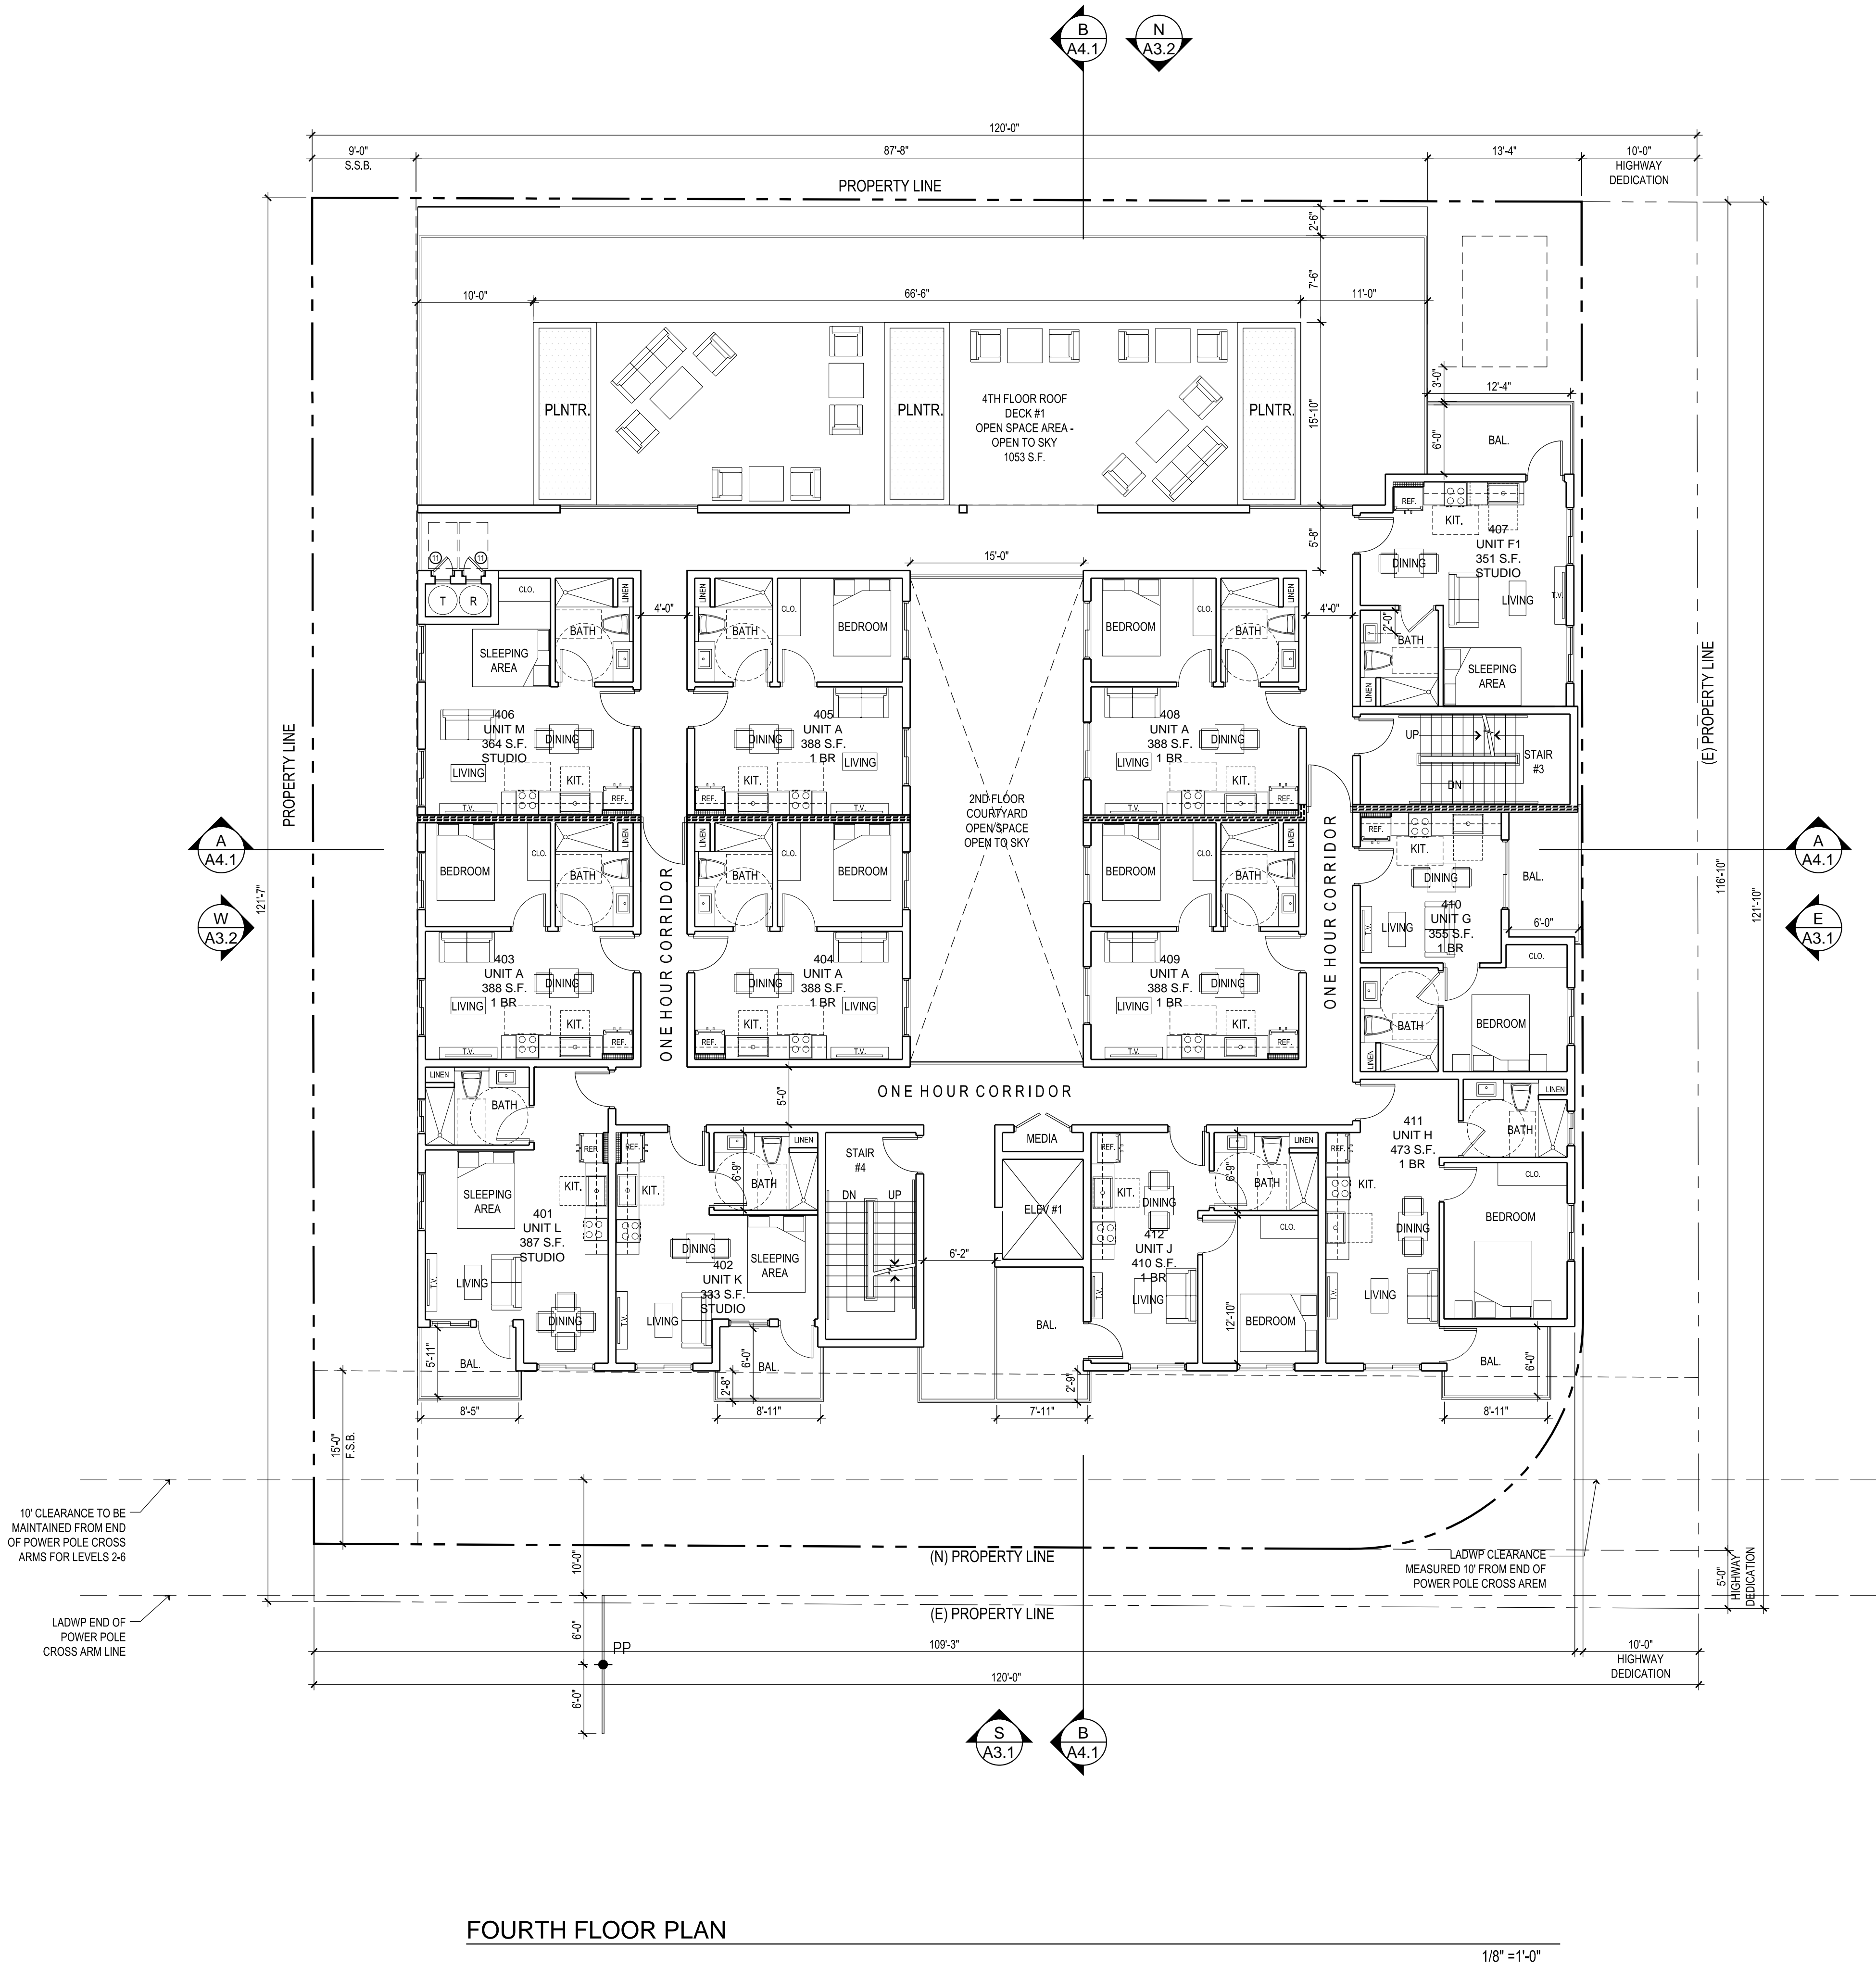 B
A4.1
N
A3.2
120'-0"
9'-0"
S.S.B.
87'-8"
13'-4"
10'-0"
HIGHWAY
DEDICATION
PROPERTY LINE
2'-6"
7'-6"
10'-0"
66'-6"
11'-0"
3'-0"
12'-4"
PLNTR.
PLNTR.
PLNTR.
4TH FLOOR ROOF
DECK #1
OPEN SPACE AREA -
OPEN TO SKY
1053 S.F.
15'-10"
6'-0"
BAL.
REF.
KIT.
407
UNIT F1
351 S.F.
STUDIO
DINING
LIVING
T.V.
2'-0"
BATH
SLEEPING
AREA
LINEN
5'-8"
15'-0"
11
11
T
R
CLO.
LINEN
BATH
SLEEPING
AREA
4'-0"
LINEN
CLO.
BATH
BEDROOM
BEDROOM
CLO.
LINEN
BATH
4'-0"
406
UNIT M
364 S.F.
STUDIO
DINING
LIVING
KIT.
REF.
T.V.
405
UNIT A
388 S.F.
1 BR
DINING
LIVING
KIT.
REF.
T.V.
408
UNIT A
388 S.F.
1 BR
DINING
LIVING
KIT.
REF.
T.V.
UP
DN
STAIR
#3
2ND FLOOR
COURTYARD
OPEN SPACE
OPEN TO SKY
PROPERTY LINE
(E) PROPERTY LINE
A
A4.1
W
A3.2
121'-7"
A
A4.1
E
A3.1
116'-10"
121'-10"
BEDROOM
CLO.
LINEN
BATH
LINEN
CLO.
BATH
BEDROOM
BEDROOM
CLO.
LINEN
BATH
ONE HOUR CORRIDOR
ONE HOUR CORRIDOR
403
UNIT A
388 S.F.
1 BR
DINING
LIVING
KIT.
REF.
T.V.
404
UNIT A
388 S.F.
1 BR
DINING
LIVING
KIT.
REF.
T.V.
409
UNIT A
388 S.F.
1 BR
DINING
LIVING
KIT.
REF.
T.V.
REF.
KIT.
DINING
BAL.
410
UNIT G
355 S.F.
1 BR
LIVING
T.V.
6'-0"
CLO.
BATH
BEDROOM
LINEN
ONE HOUR CORRIDOR
5'-0"
LINEN
BATH
REF.
SLEEPING
AREA
KIT.
401
UNIT L
387 S.F.
STUDIO
LIVING
T.V.
DINING
5'-11"
BAL.
8'-5"
REF.
KIT.
LINEN
6'-9"
BATH
DINING
402
UNIT K
333 S.F.
STUDIO
SLEEPING
AREA
LIVING
T.V.
6'-0"
BAL.
2'-8"
8'-11"
STAIR
#4
DN
UP
6'-2"
MEDIA
ELEV #1
BAL.
2'-9"
7'-11"
REF.
KIT.
DINING
412
UNIT J
410 S.F.
1 BR
LIVING
T.V.
LINEN
6'-9"
BATH
CLO.
12'-10"
BEDROOM
411
UNIT H
473 S.F.
1 BR
REF.
KIT.
DINING
LIVING
T.V.
LINEN
BATH
CLO.
BEDROOM
BAL.
6'-0"
8'-11"
15'-0"
F.S.B.
10' CLEARANCE TO BE
MAINTAINED FROM END
OF POWER POLE CROSS
ARMS FOR LEVELS 2-6
10'-0"
(N) PROPERTY LINE
LADWP CLEARANCE
MEASURED 10' FROM END OF
POWER POLE CROSS AREM
5'-0"
HIGHWAY
DEDICATION
LADWP END OF
POWER POLE
CROSS ARM LINE
(E) PROPERTY LINE
6'-0"
PP
6'-0"
109'-3"
10'-0"
HIGHWAY
DEDICATION
120'-0"
S
A3.1
B
A4.1
FOURTH FLOOR PLAN
1/8" =1'-0"